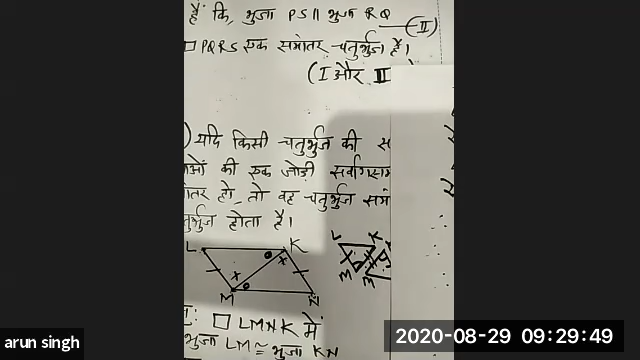 हैं कि, भुजा PS || भुजा RQ —(II)
□ PQRS एक समांतर चतुर्भुज है।
(I और II
) यदि किसी चतुर्भुज की स
ओं की एक जोड़ी सर्वांगसम
ांतर हो, तो वह चतुर्भुज समां
तुर्भुज होता है।
L K
M N
L K
M M
: □ LMNK में
भुजा LM ≅ भुजा KN
arun singh
2020-08-29 09:29:49